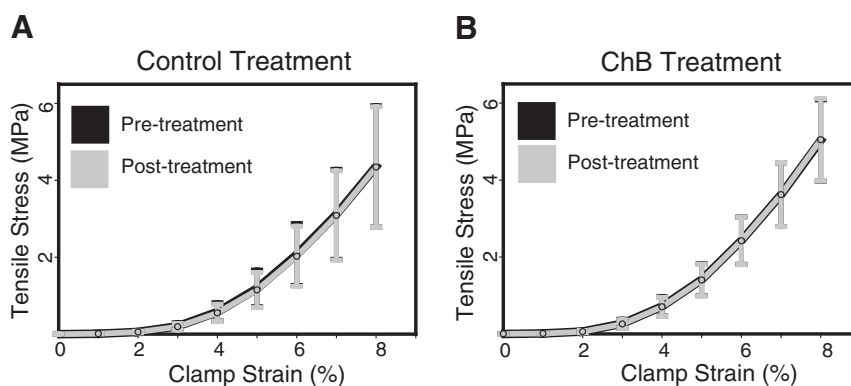 A
Control Treatment
Tensile Stress (MPa)
6
4
2
Pre-treatment
Post-treatment
0 2 4 6 8
Clamp Strain (%)
B
ChB Treatment
Tensile Stress (MPa)
6
4
2
Pre-treatment
Post-treatment
0 2 4 6 8
Clamp Strain (%)